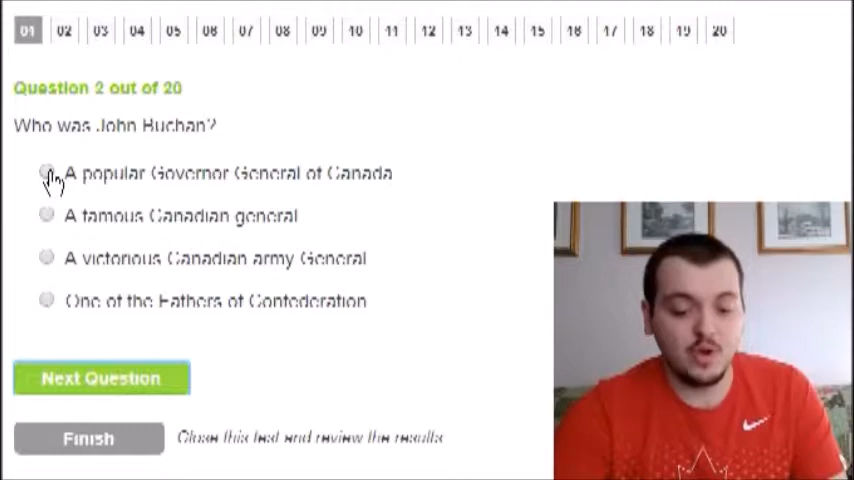 01 02 03 04 05 06 07 08 09 10 11 12 13 14 15 16 17 18 19 20
Question 2 out of 20
Who was John Buchan?
A popular Governor General of Canada
A famous Canadian general
A victorious Canadian army General
One of the Fathers of Confederation
Next Question
Finish Close this test and review the results